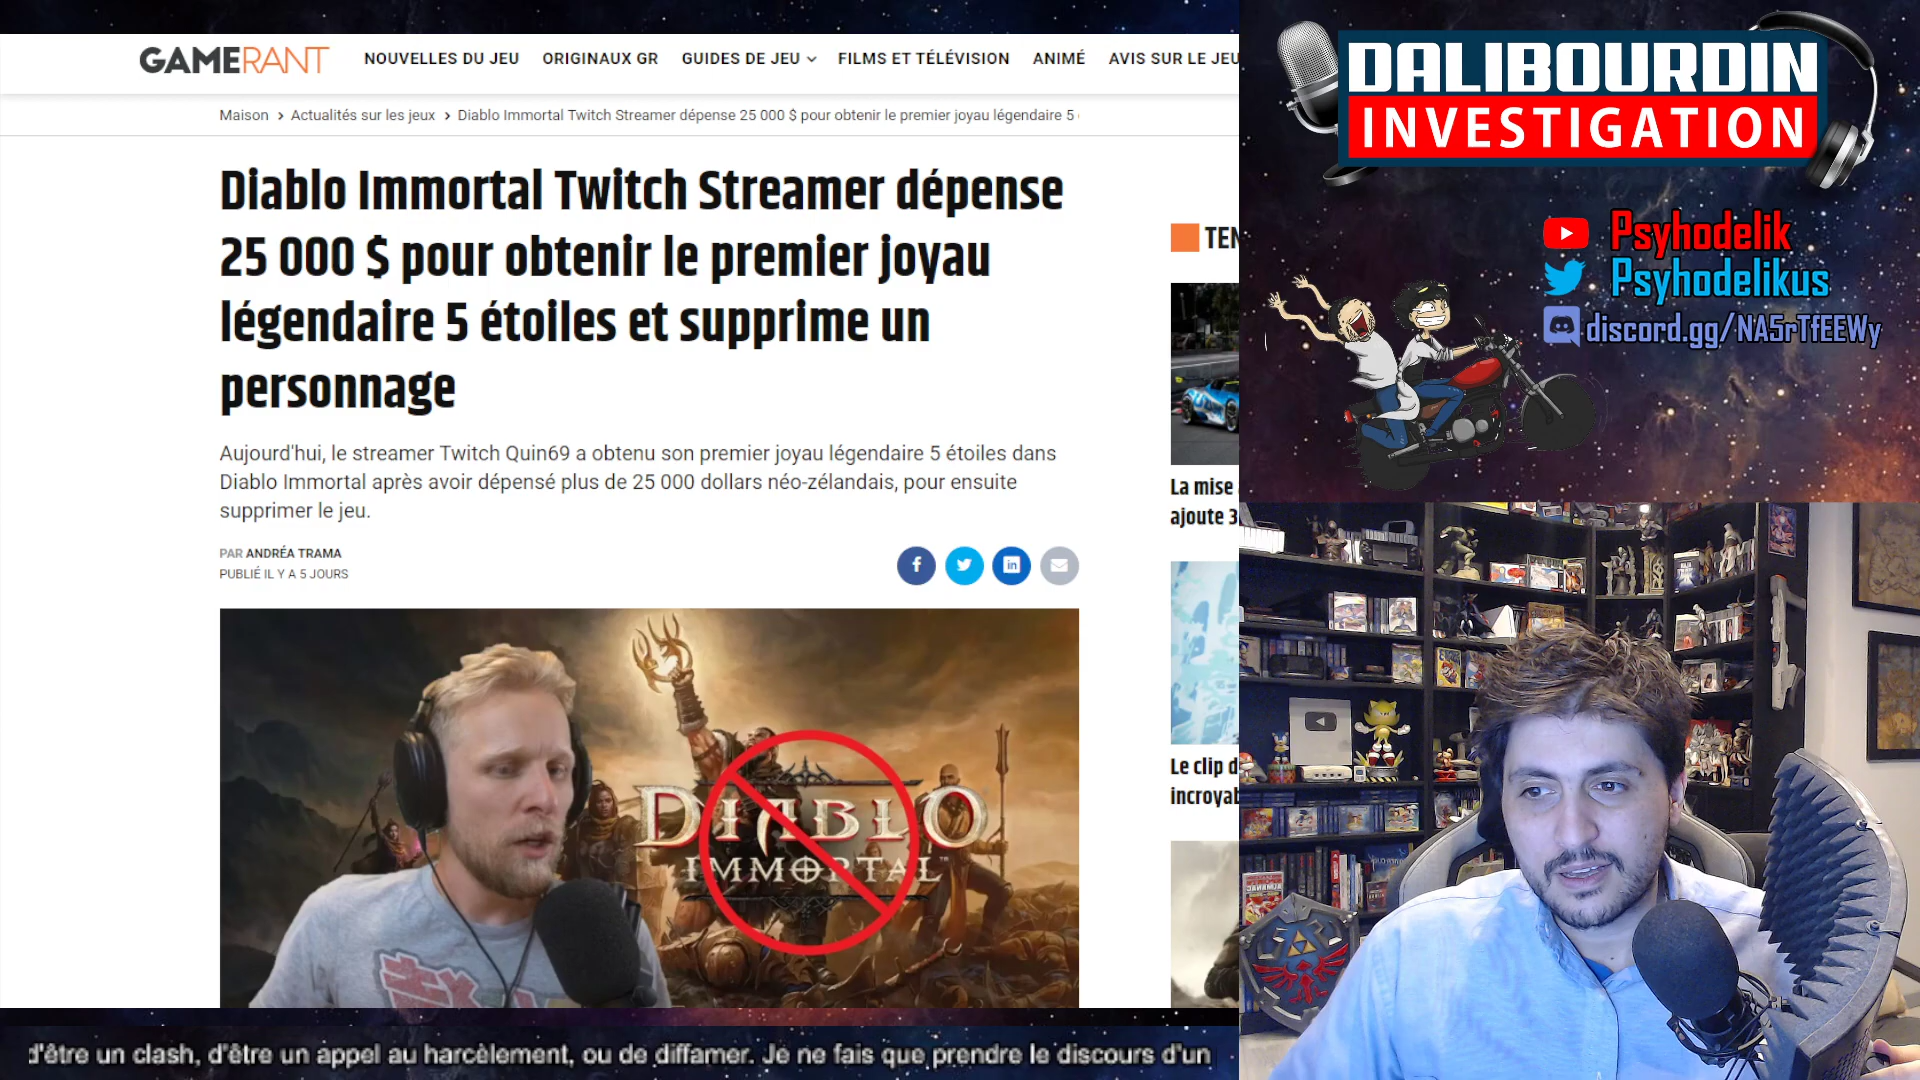 GAMERANT
NOUVELLES DU JEU ORIGINAUX GR GUIDES DE JEU FILMS ET TÉLÉVISION ANIMÉ AVIS SUR LE JEU
Maison > Actualités sur les jeux > Diablo Immortal Twitch Streamer dépense 25 000 $ pour obtenir le premier joyau légendaire 5
Diablo Immortal Twitch Streamer dépense
25 000 $ pour obtenir le premier joyau
légendaire 5 étoiles et supprime un
personnage
Aujourd'hui, le streamer Twitch Quin69 a obtenu son premier joyau légendaire 5 étoiles dans
Diablo Immortal après avoir dépensé plus de 25 000 dollars néo-zélandais, pour ensuite
supprimer le jeu.
PAR ANDRÉA TRAMA
PUBLIÉ IL Y A 5 JOURS
DIABLO
IMMORTAL
TEN
La mise
ajoute 3
Le clip d
incroyab
DALIBOURDIN
INVESTIGATION
Psyhodelik
Psyhodelikus
discord.gg/NA5rTfEEWy
d'être un clash, d'être un appel au harcèlement, ou de diffamer. Je ne fais que prendre le discours d'un